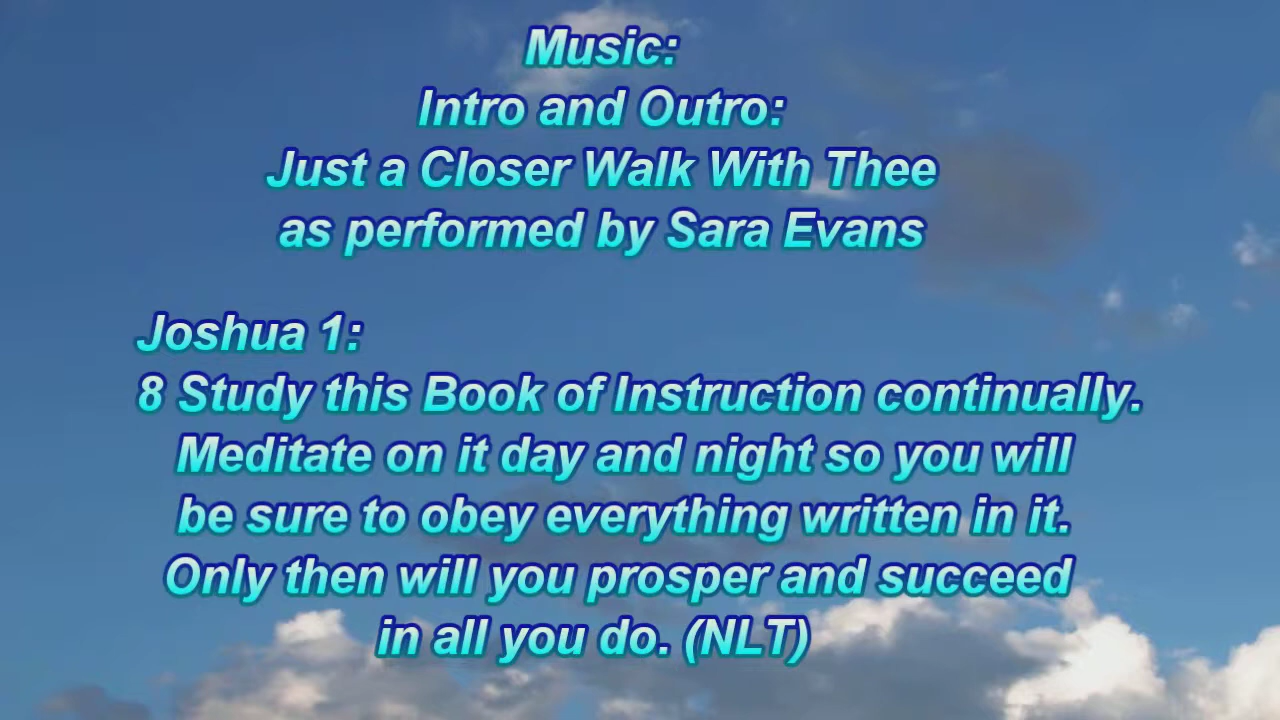 Music:
Intro and Outro:
Just a Closer Walk With Thee
as performed by Sara Evans
Joshua 1:
8 Study this Book of Instruction continually.
Meditate on it day and night so you will
be sure to obey everything written in it.
Only then will you prosper and succeed
in all you do. (NLT)